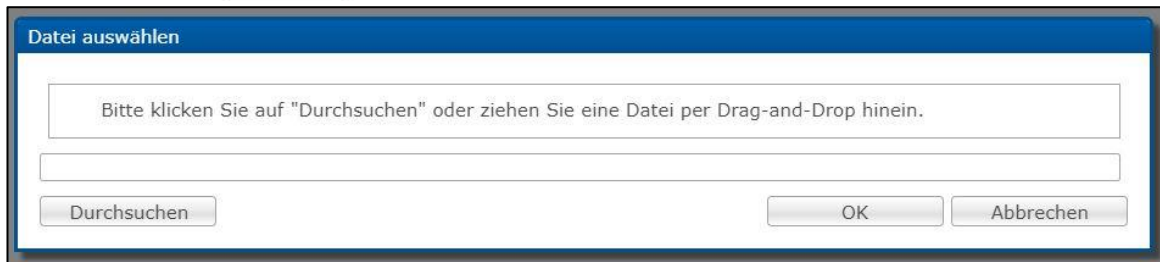 Datei auswählen
Bitte klicken Sie auf "Durchsuchen" oder ziehen Sie eine Datei per Drag-and-Drop hinein.
Durchsuchen OK Abbrechen